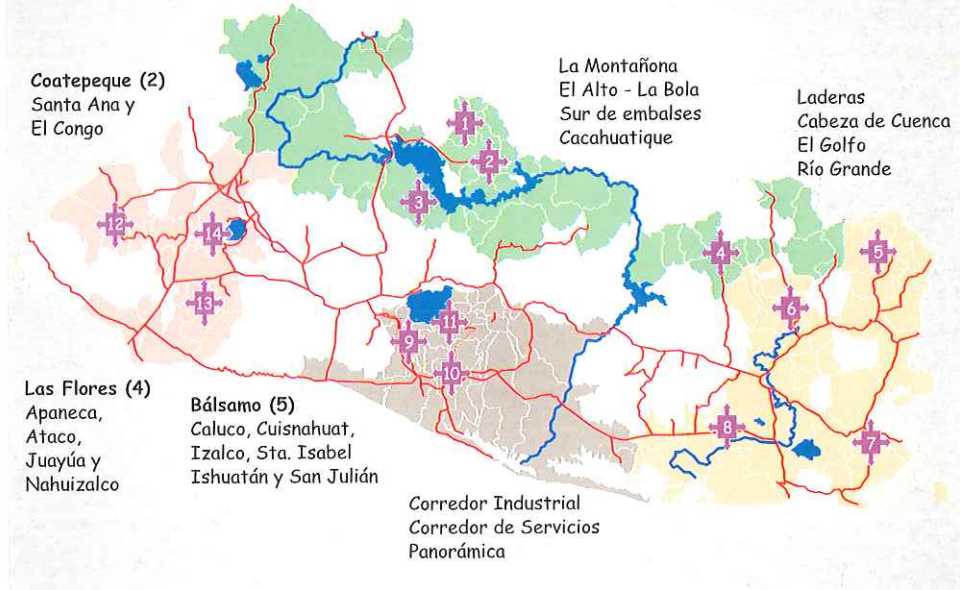 Coatepeque (2)
Santa Ana y
El Congo
La Montañona
El Alto - La Bola
Sur de embalses
Cacahuatique
Laderas
Cabeza de Cuenca
El Golfo
Río Grande
1
2
3
4
5
6
7
8
9
10
11
12
13
14
Las Flores (4)
Apaneca,
Ataco,
Juayúa y
Nahuizalco
Bálsamo (5)
Caluco, Cuisnahuat,
Izalco, Sta. Isabel
Ishuatán y San Julián
Corredor Industrial
Corredor de Servicios
Panorámica